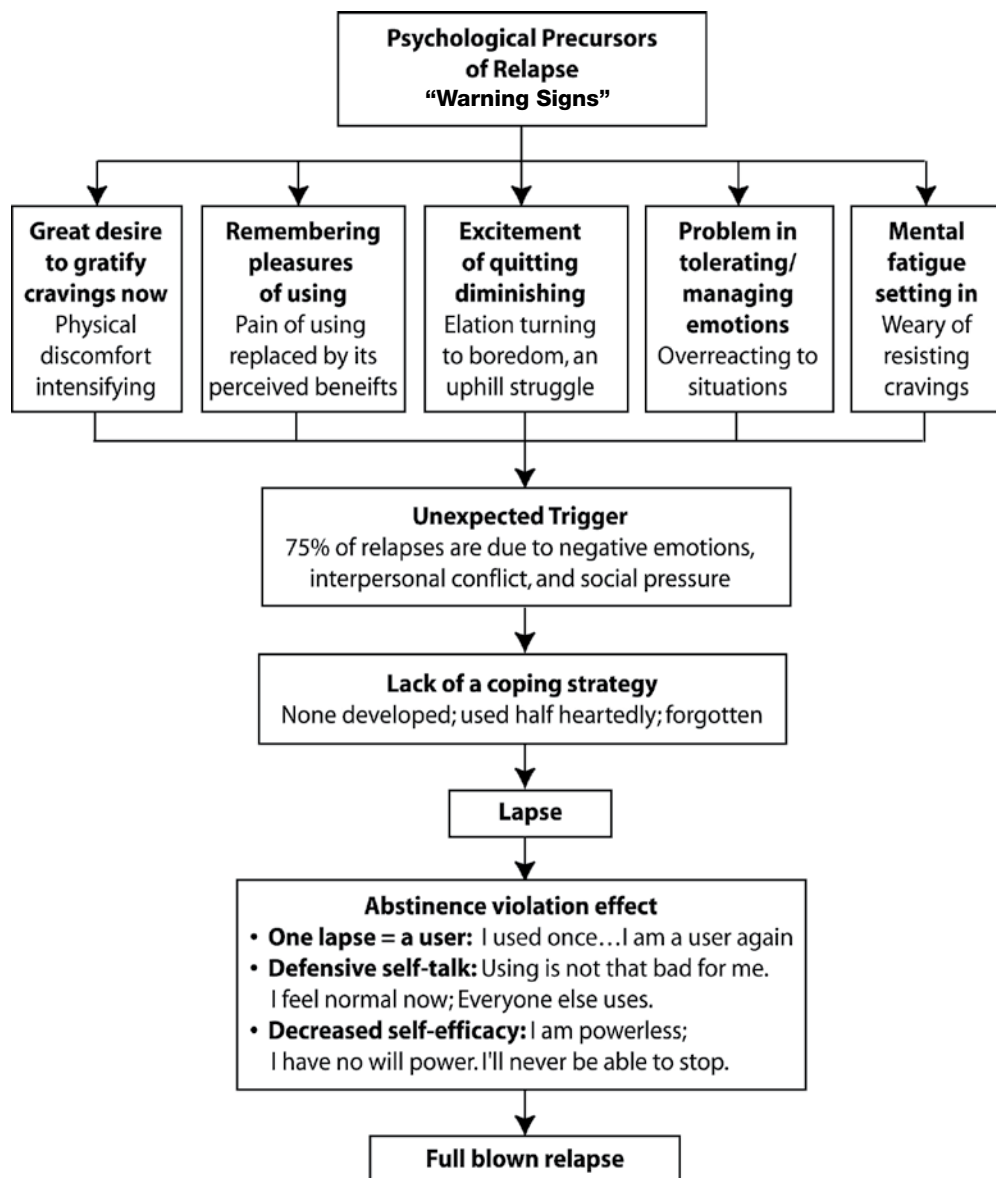 Psychological Precursors
of Relapse
“Warning Signs”
Great desire
to gratify
cravings now
Physical
discomfort
intensifying
Remembering
pleasures
of using
Pain of using
replaced by its
perceived beneifts
Excitement
of quitting
diminishing
Elation turning
to boredom, an
uphill struggle
Problem in
tolerating/
managing
emotions
Overreacting to
situations
Mental
fatigue
setting in
Weary of
resisting
cravings
Unexpected Trigger
75% of relapses are due to negative emotions,
interpersonal conflict, and social pressure
Lack of a coping strategy
None developed; used half heartedly; forgotten
Lapse
Abstinence violation effect
• One lapse = a user: I used once...I am a user again
• Defensive self-talk: Using is not that bad for me.
I feel normal now; Everyone else uses.
• Decreased self-efficacy: I am powerless;
I have no will power. I'll never be able to stop.
Full blown relapse